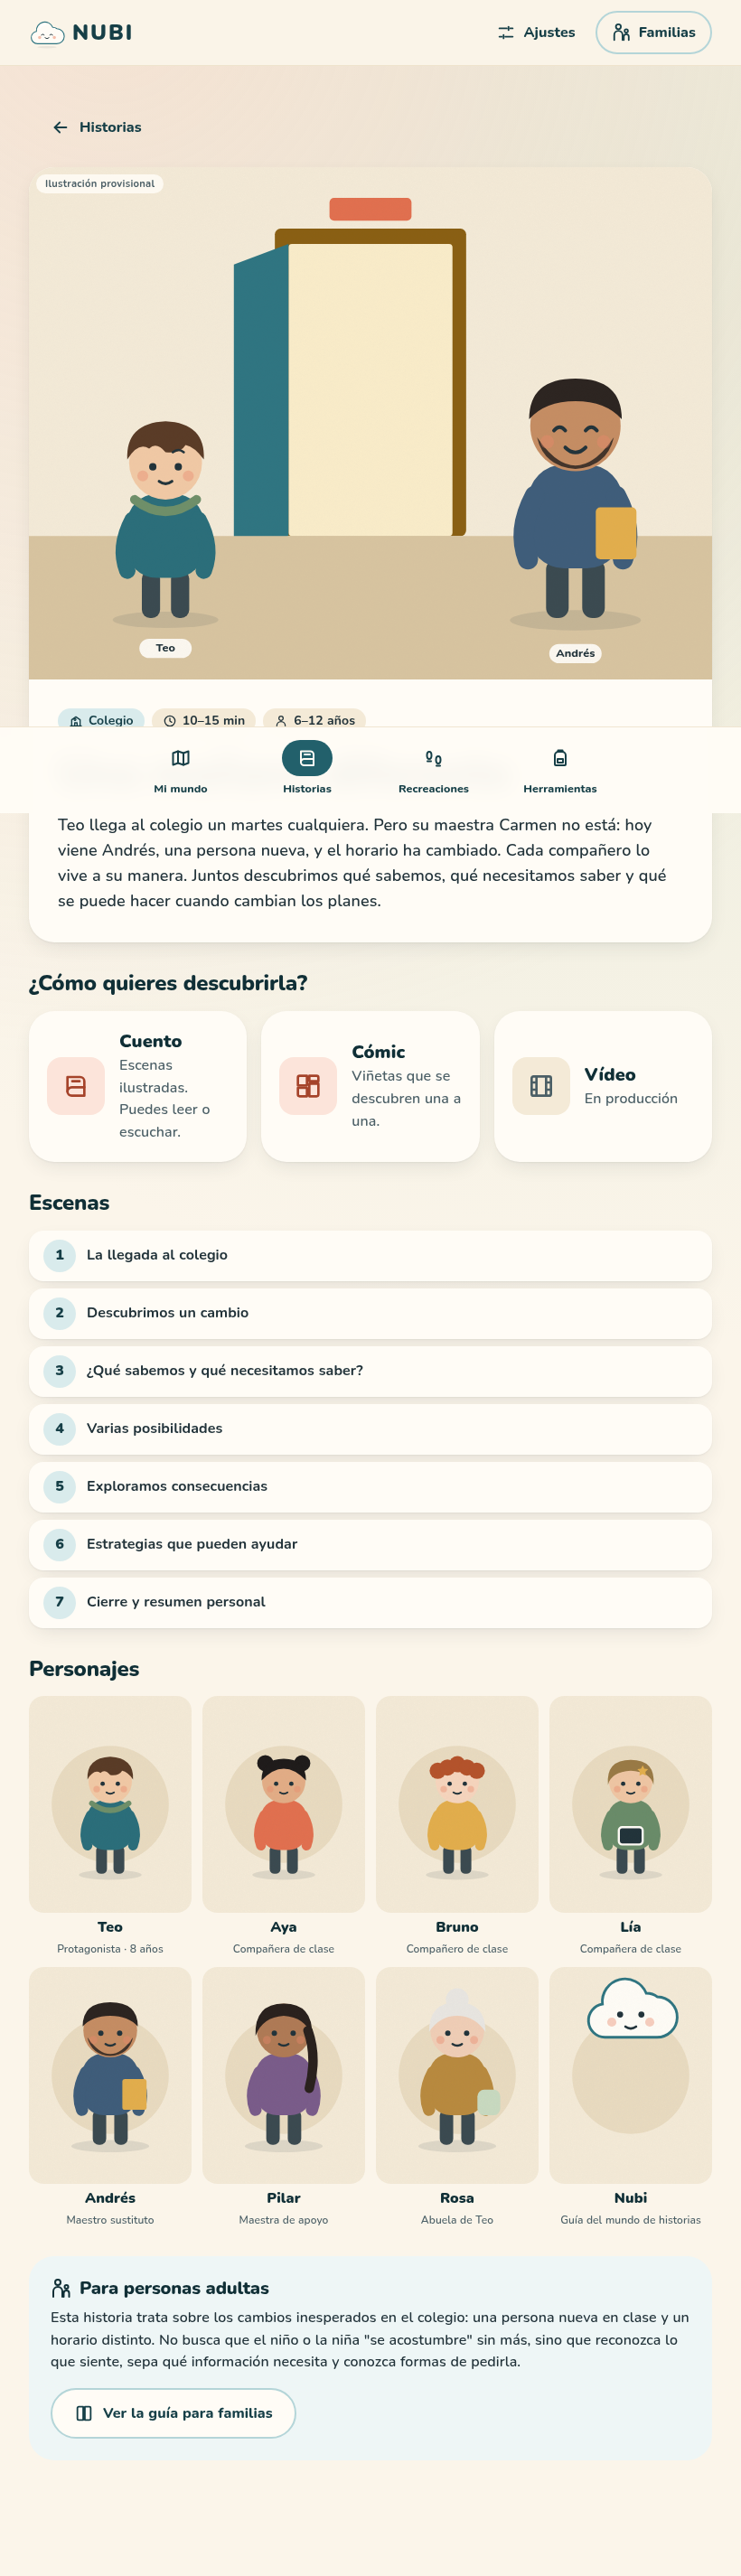 NUBI
Ajustes
Familias
Historias
Ilustración provisional
Teo
Andrés
Colegio
10–15 min
6–12 años
Mi mundo
Historias
Recreaciones
Herramientas
Teo llega al colegio un martes cualquiera. Pero su maestra Carmen no está: hoy
viene Andrés, una persona nueva, y el horario ha cambiado. Cada compañero lo
vive a su manera. Juntos descubrimos qué sabemos, qué necesitamos saber y qué
se puede hacer cuando cambian los planes.
¿Cómo quieres descubrirla?
Cuento
Escenas
ilustradas.
Puedes leer o
escuchar.
Cómic
Viñetas que se
descubren una a
una.
Vídeo
En producción
Escenas
1 La llegada al colegio
2 Descubrimos un cambio
3 ¿Qué sabemos y qué necesitamos saber?
4 Varias posibilidades
5 Exploramos consecuencias
6 Estrategias que pueden ayudar
7 Cierre y resumen personal
Personajes
Teo
Protagonista · 8 años
Aya
Compañera de clase
Bruno
Compañero de clase
Lía
Compañera de clase
Andrés
Maestro sustituto
Pilar
Maestra de apoyo
Rosa
Abuela de Teo
Nubi
Guía del mundo de historias
Para personas adultas
Esta historia trata sobre los cambios inesperados en el colegio: una persona nueva en clase y un
horario distinto. No busca que el niño o la niña "se acostumbre" sin más, sino que reconozca lo
que siente, sepa qué información necesita y conozca formas de pedirla.
Ver la guía para familias